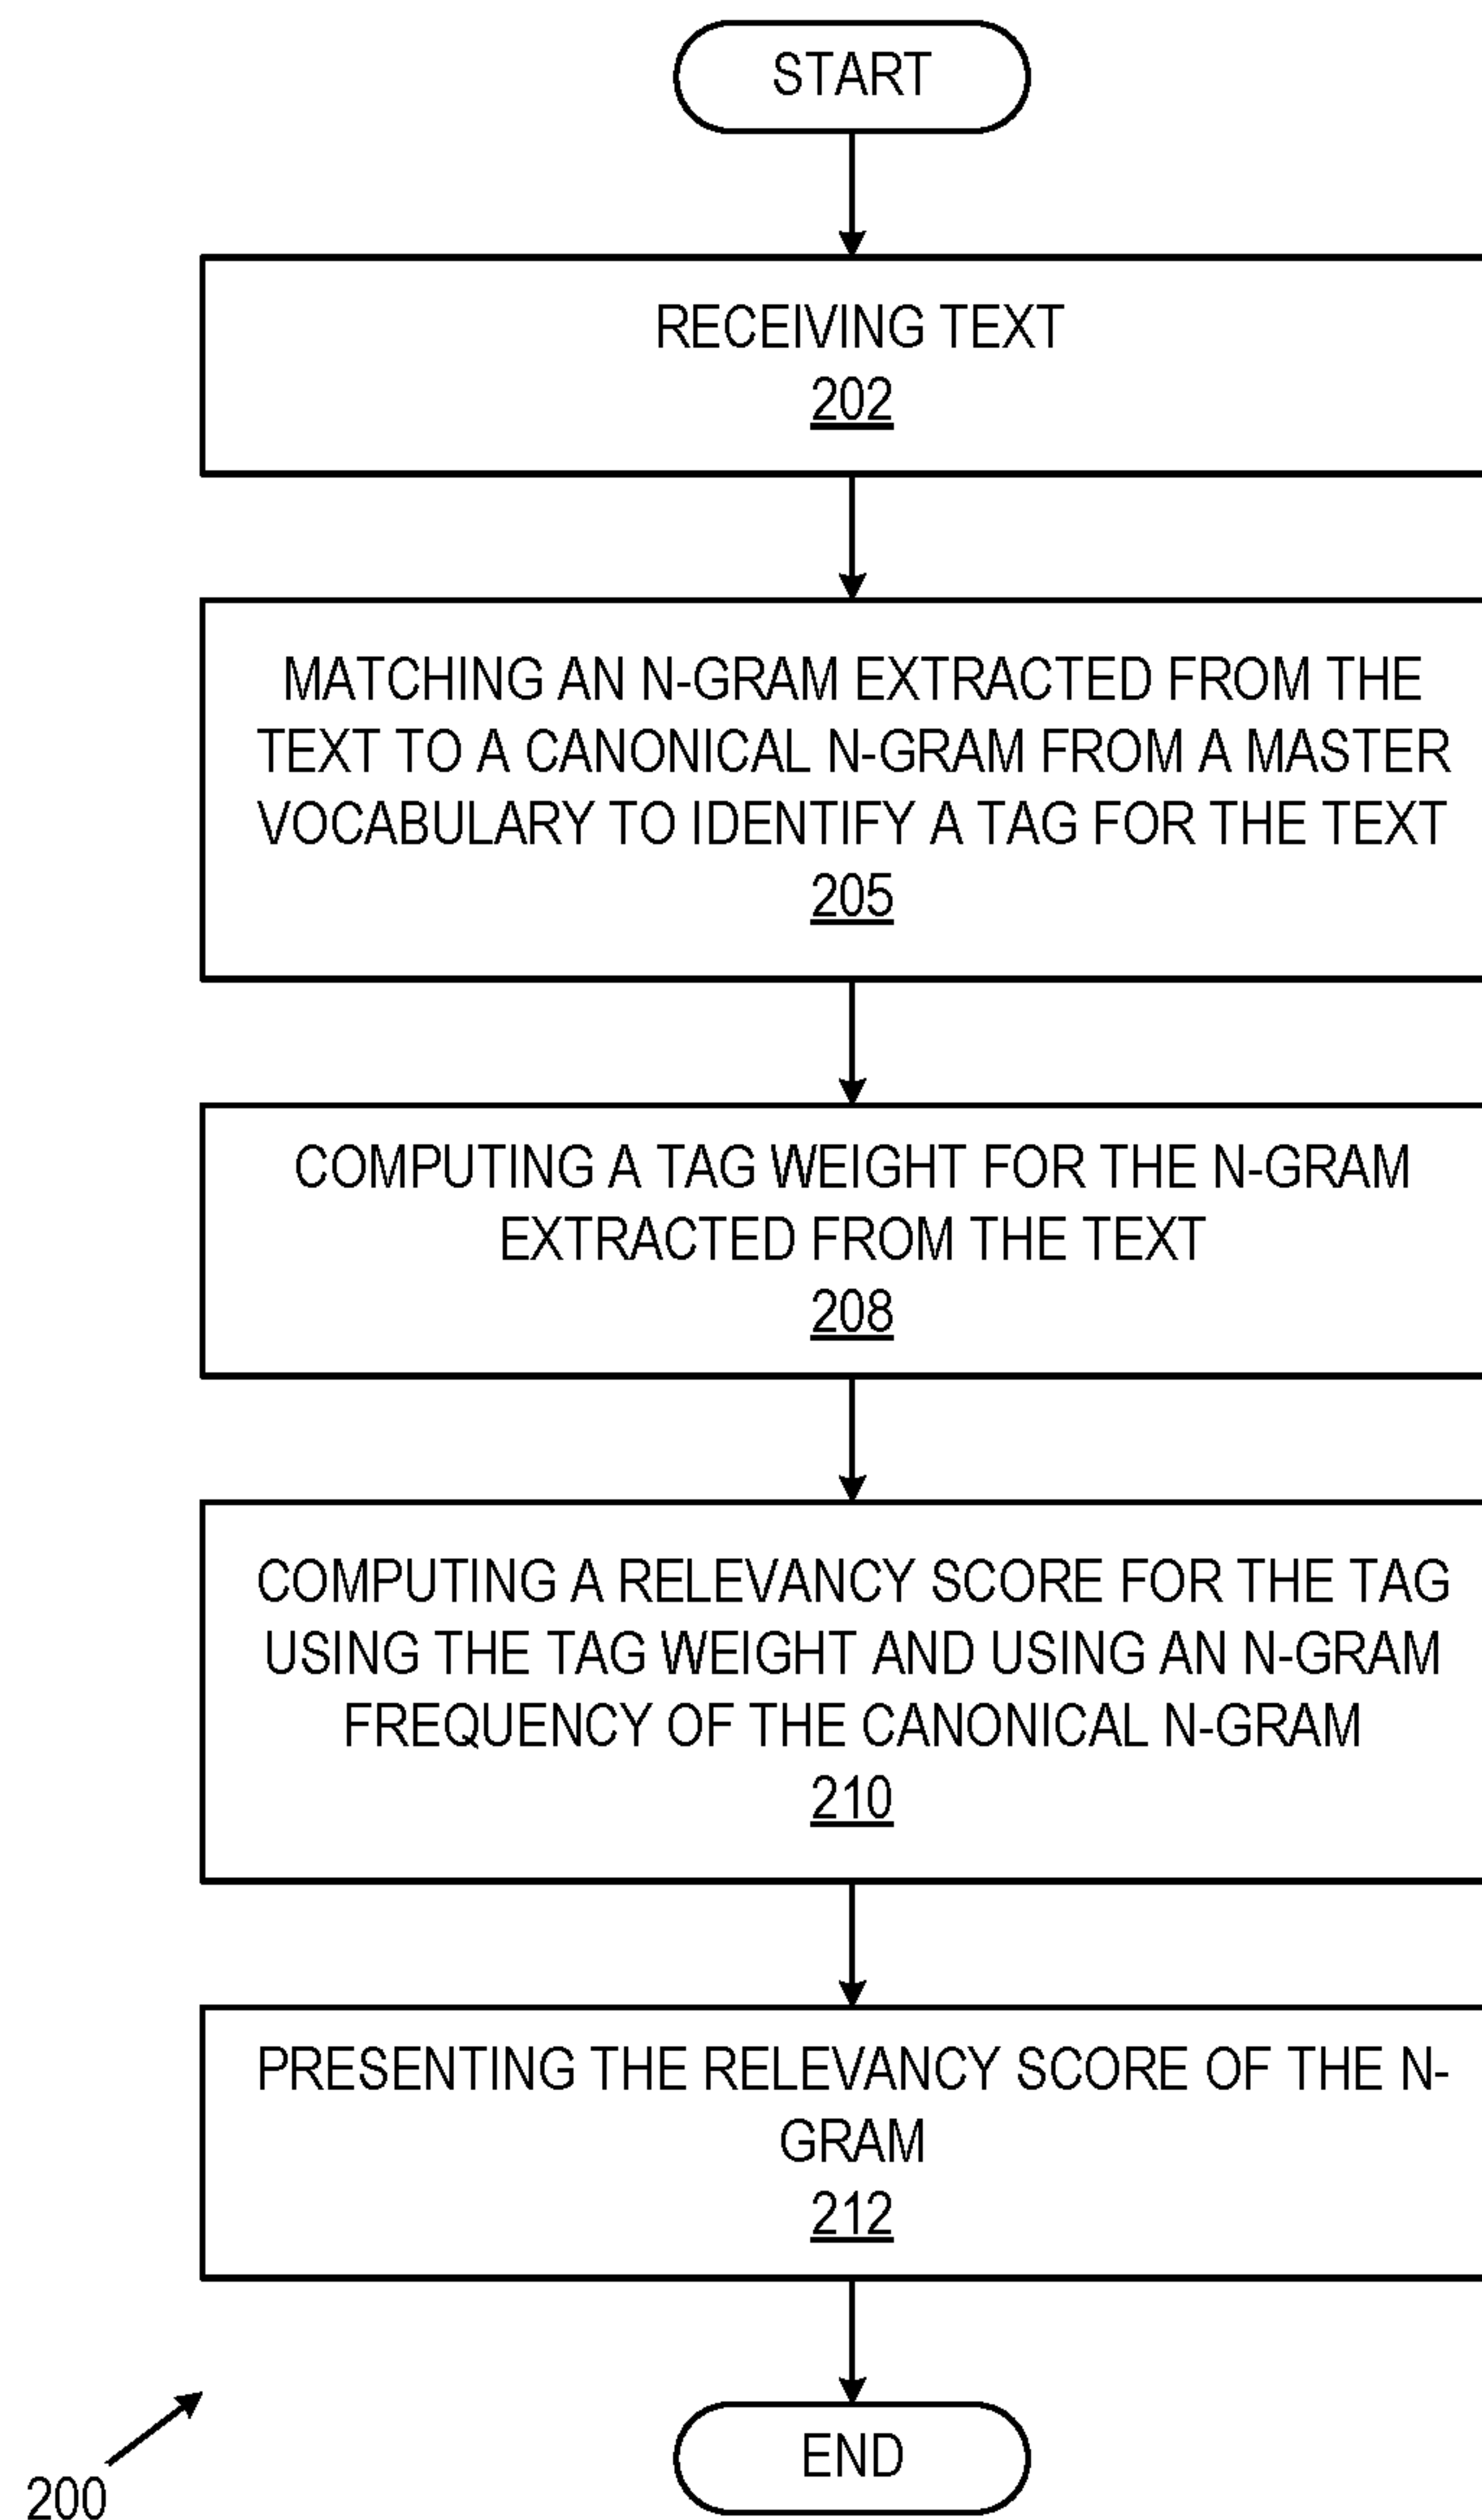 START
RECEIVING TEXT
202
MATCHING AN N-GRAM EXTRACTED FROM THE
TEXT TO A CANONICAL N-GRAM FROM A MASTER
VOCABULARY TO IDENTIFY A TAG FOR THE TEXT
205
COMPUTING A TAG WEIGHT FOR THE N-GRAM
EXTRACTED FROM THE TEXT
208
COMPUTING A RELEVANCY SCORE FOR THE TAG
USING THE TAG WEIGHT AND USING AN N-GRAM
FREQUENCY OF THE CANONICAL N-GRAM
210
PRESENTING THE RELEVANCY SCORE OF THE N-
GRAM
212
END
200